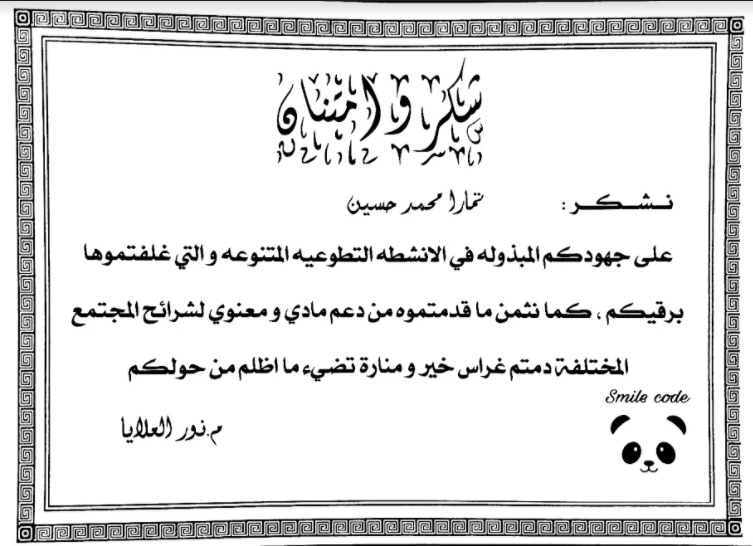 شكر و امتنان
نشكر : تمارا محمد حسين
على جهودكم المبذوله في الانشطه التطوعيه المتنوعه و التي غلفتموها
برقيكم ، كما نثمن ما قدمتموه من دعم مادي و معنوي لشرائح المجتمع
المختلفة دمتم غراس خير و منارة تضيء ما اظلم من حولكم
Smile code
م.نور العلايا